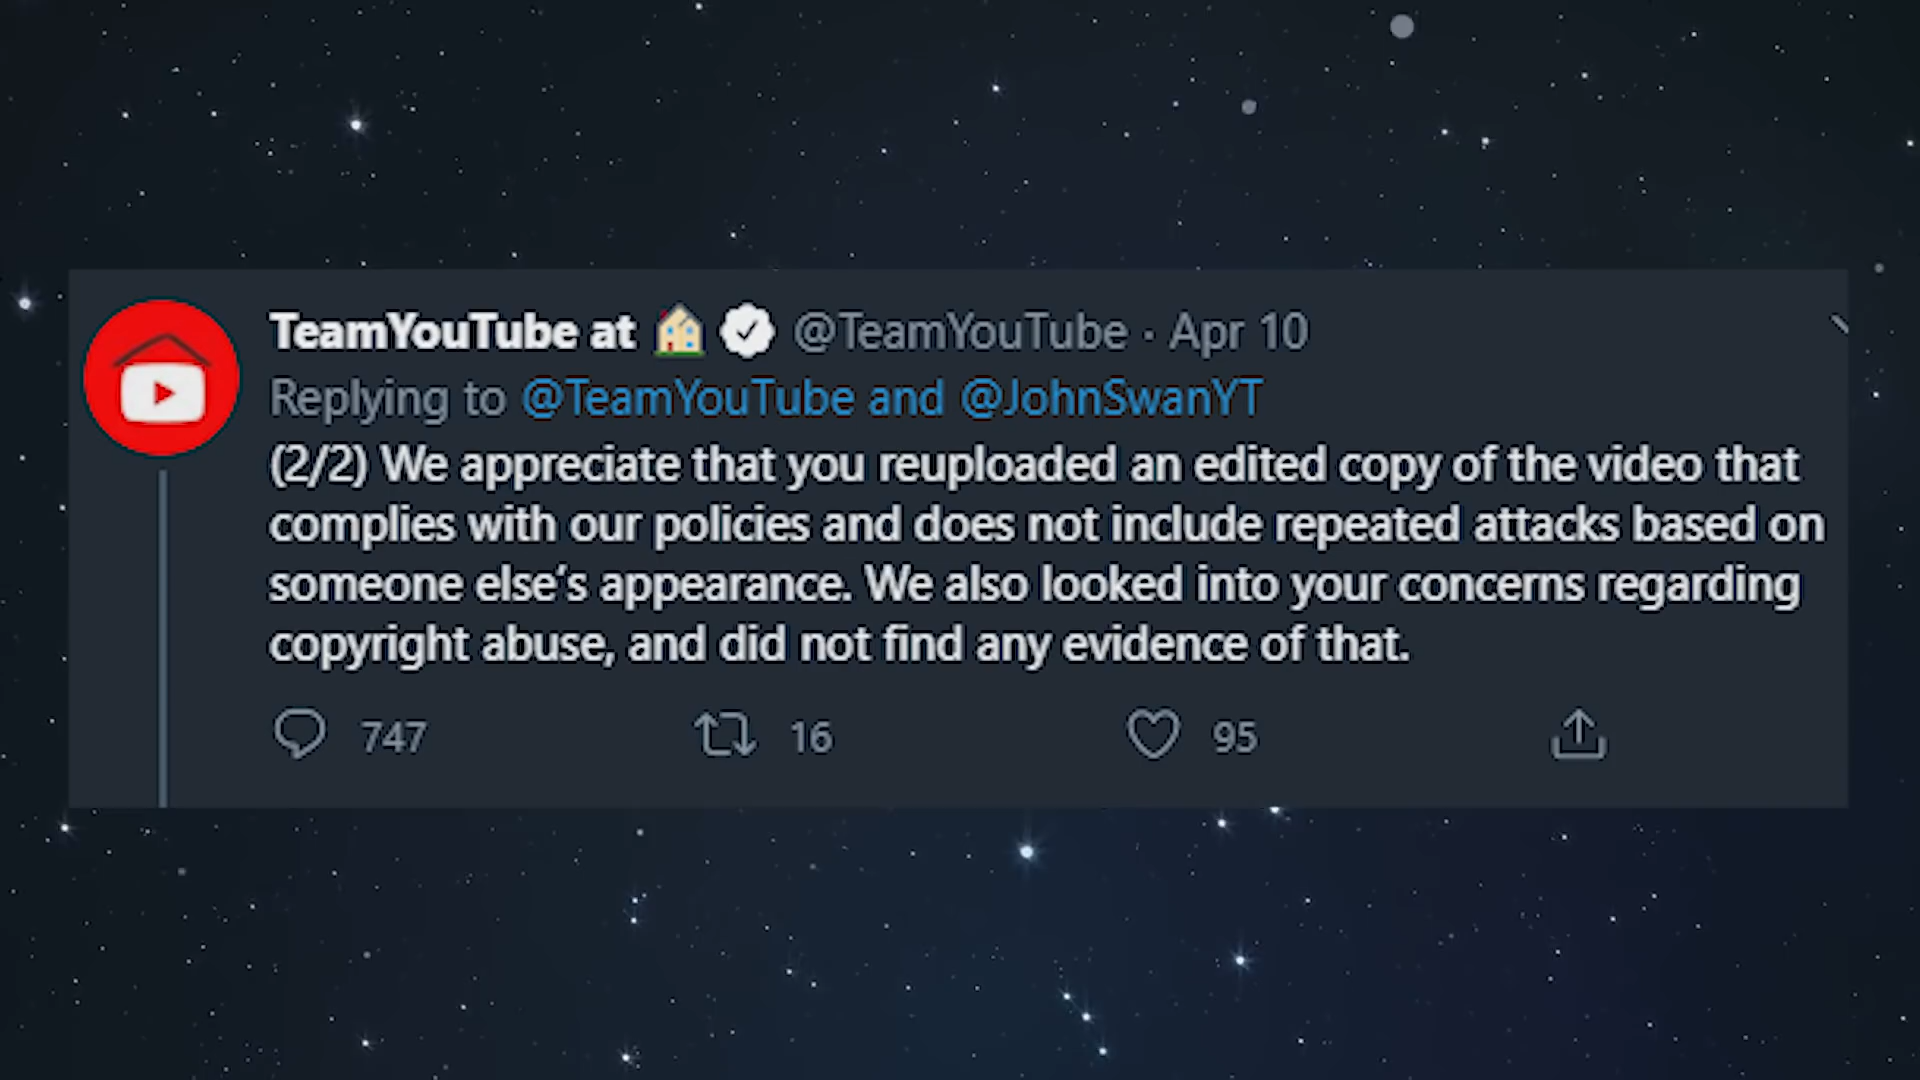 TeamYouTube at 🏠 @TeamYouTube · Apr 10
Replying to @TeamYouTube and @JohnSwanYT
(2/2) We appreciate that you reuploaded an edited copy of the video that
complies with our policies and does not include repeated attacks based on
someone else’s appearance. We also looked into your concerns regarding
copyright abuse, and did not find any evidence of that.
747 16 95